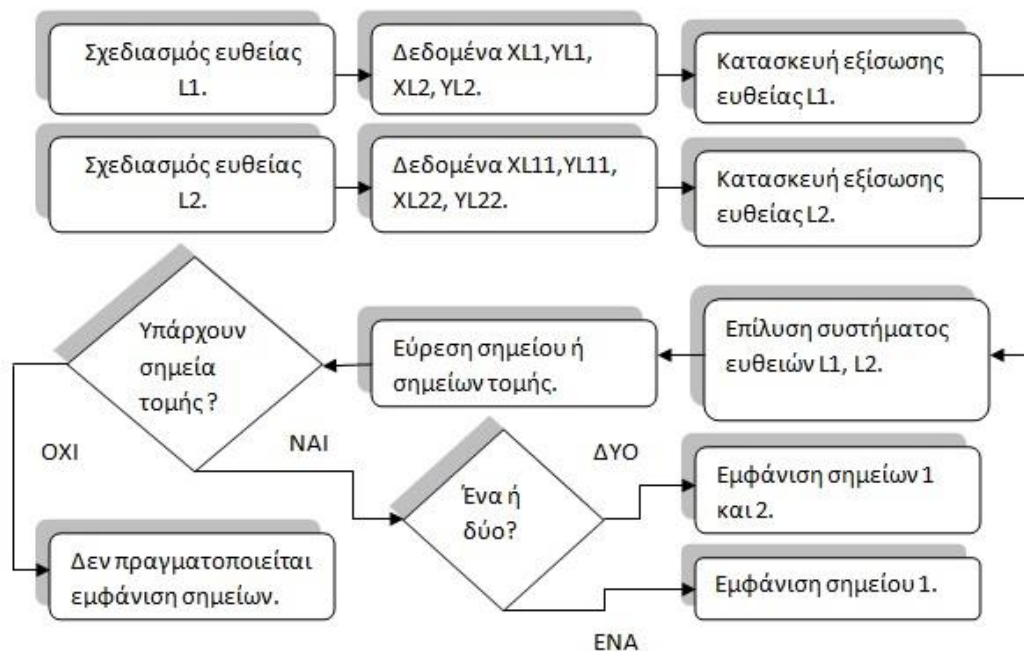 Σχεδιασμός ευθείας
L1.
Δεδομένα XL1,YL1,
XL2, YL2.
Κατασκευή εξίσωσης
ευθείας L1.
Σχεδιασμός ευθείας
L2.
Δεδομένα XL11,YL11,
XL22, YL22.
Κατασκευή εξίσωσης
ευθείας L2.
Υπάρχουν
σημεία
τομής ?
Εύρεση σημείου ή
σημείων τομής.
Επίλυση συστήματος
ευθειών L1, L2.
ΟΧΙ
ΝΑΙ
Ένα ή
δύο?
ΔΥΟ
Εμφάνιση σημείων 1
και 2.
Δεν πραγματοποιείται
εμφάνιση σημείων.
Εμφάνιση σημείου 1.
ΕΝΑ